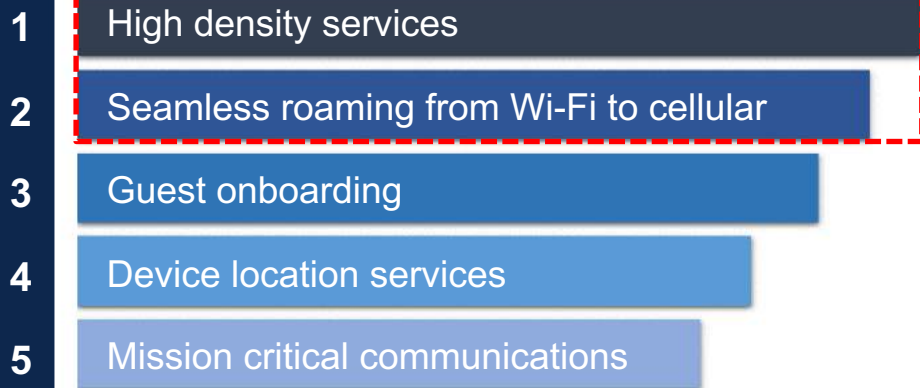 1 High density services
2 Seamless roaming from Wi-Fi to cellular
3 Guest onboarding
4 Device location services
5 Mission critical communications